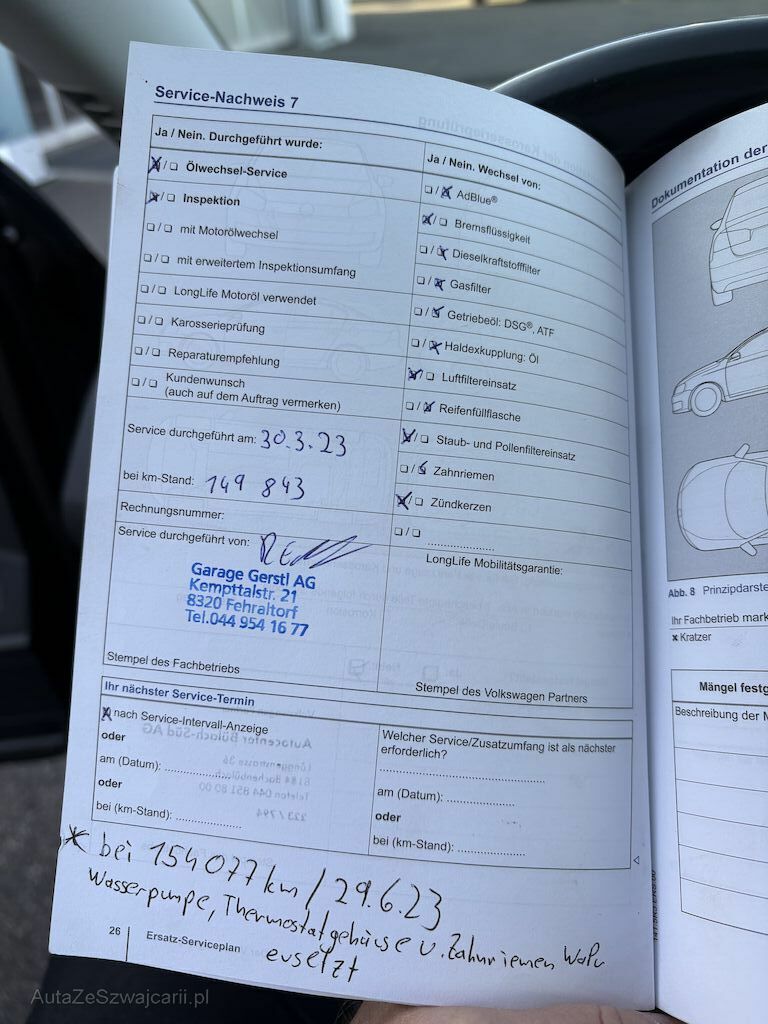 Service-Nachweis 7
Ja / Nein. Durchgeführt wurde:
Ölwechsel-Service
Inspektion
mit Motorölwechsel
mit erweitertem Inspektionsumfang
LongLife Motoröl verwendet
Karosserieprüfung
Reparaturempfehlung
Kundenwunsch
(auch auf dem Auftrag vermerken)
Service durchgeführt am: 30.3.23
bei km-Stand: 149 843
Rechnungsnummer:
Service durchgeführt von:
Garage Gerstl AG
Kempttalstr. 21
8320 Fehraltorf
Tel.044 954 16 77
Stempel des Fachbetriebs
Ja / Nein. Wechsel von:
AdBlue®
Bremsflüssigkeit
Dieselkraftstofffilter
Gasfilter
Getriebeöl: DSG®, ATF
Haldexkupplung: Öl
Luftfiltereinsatz
Reifenfüllflasche
Staub- und Pollenfiltereinsatz
Zahnriemen
Zündkerzen
LongLife Mobilitätsgarantie:
Stempel des Volkswagen Partners
Ihr nächster Service-Termin
nach Service-Intervall-Anzeige
oder
am (Datum):
oder
bei (km-Stand):
Welcher Service/Zusatzumfang ist als nächster
erforderlich?
am (Datum):
oder
bei (km-Stand):
bei 154077km / 29.6.23
Wasserpumpe, Thermostatgehäuse u. Zahnriemen WaPu
ersetzt
26 Ersatz-Serviceplan
Dokumentation der
Abb. 8 Prinzipdarste
Ihr Fachbetrieb mark
x Kratzer
Mängel festg
Beschreibung der M
AutaZeSzwajcarii.pl